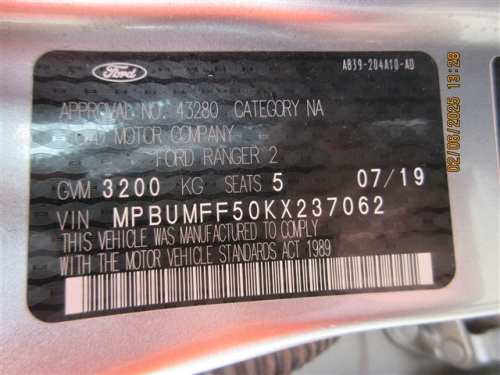 Ford
AB39-204A10-AD
APPROVAL NO. 43280 CATEGORY NA
FORD MOTOR COMPANY
FORD RANGER 2
GVM 3200 KG SEATS 5 07/19
VIN MPBUMFF50KX237062
THIS VEHICLE WAS MANUFACTURED TO COMPLY
WITH THE MOTOR VEHICLE STANDARDS ACT 1989
02/06/2025 13:28